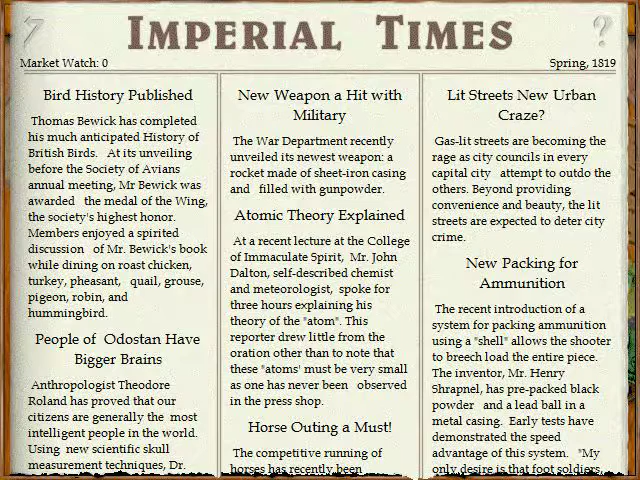 IMPERIAL TIMES
Market Watch: 0
Spring, 1819
Bird History Published
Thomas Bewick has completed
his much anticipated History of
British Birds. At its unveiling
before the Society of Avians
annual meeting, Mr Bewick was
awarded the medal of the Wing,
the society's highest honor.
Members enjoyed a spirited
discussion of Mr. Bewick's book
while dining on roast chicken,
turkey, pheasant, quail, grouse,
pigeon, robin, and
hummingbird.
People of Odostan Have
Bigger Brains
Anthropologist Theodore
Roland has proved that our
citizens are generally the most
intelligent people in the world.
Using new scientific skull
measurement techniques, Dr.
New Weapon a Hit with
Military
The War Department recently
unveiled its newest weapon: a
rocket made of sheet-iron casing
and filled with gunpowder.
Atomic Theory Explained
At a recent lecture at the College
of Immaculate Spirit, Mr. John
Dalton, self-described chemist
and meteorologist, spoke for
three hours explaining his
theory of the "atom". This
reporter drew little from the
oration other than to note that
these "atoms' must be very small
as one has never been observed
in the press shop.
Horse Outing a Must!
The competitive running of
horses has recently been
Lit Streets New Urban
Craze?
Gas-lit streets are becoming the
rage as city councils in every
capital city attempt to outdo the
others. Beyond providing
convenience and beauty, the lit
streets are expected to deter city
crime.
New Packing for
Ammunition
The recent introduction of a
system for packing ammunition
using a "shell" allows the shooter
to breech load the entire piece.
The inventor, Mr. Henry
Shrapnel, has pre-packed black
powder and a lead ball in a
metal casing. Early tests have
demonstrated the speed
advantage of this system. "My
only desire is that foot soldiers,